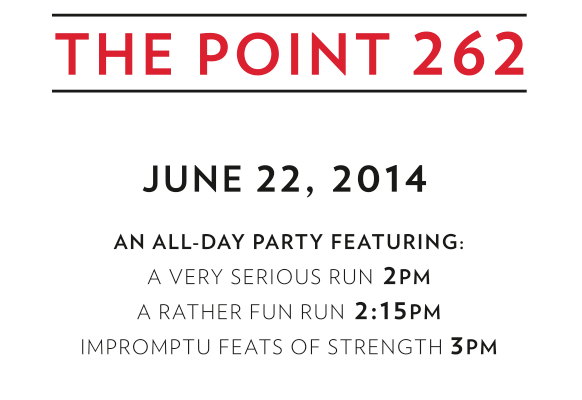 THE POINT 262
JUNE 22, 2014
AN ALL-DAY PARTY FEATURING:
A VERY SERIOUS RUN 2PM
A RATHER FUN RUN 2:15PM
IMPROMPTU FEATS OF STRENGTH 3PM